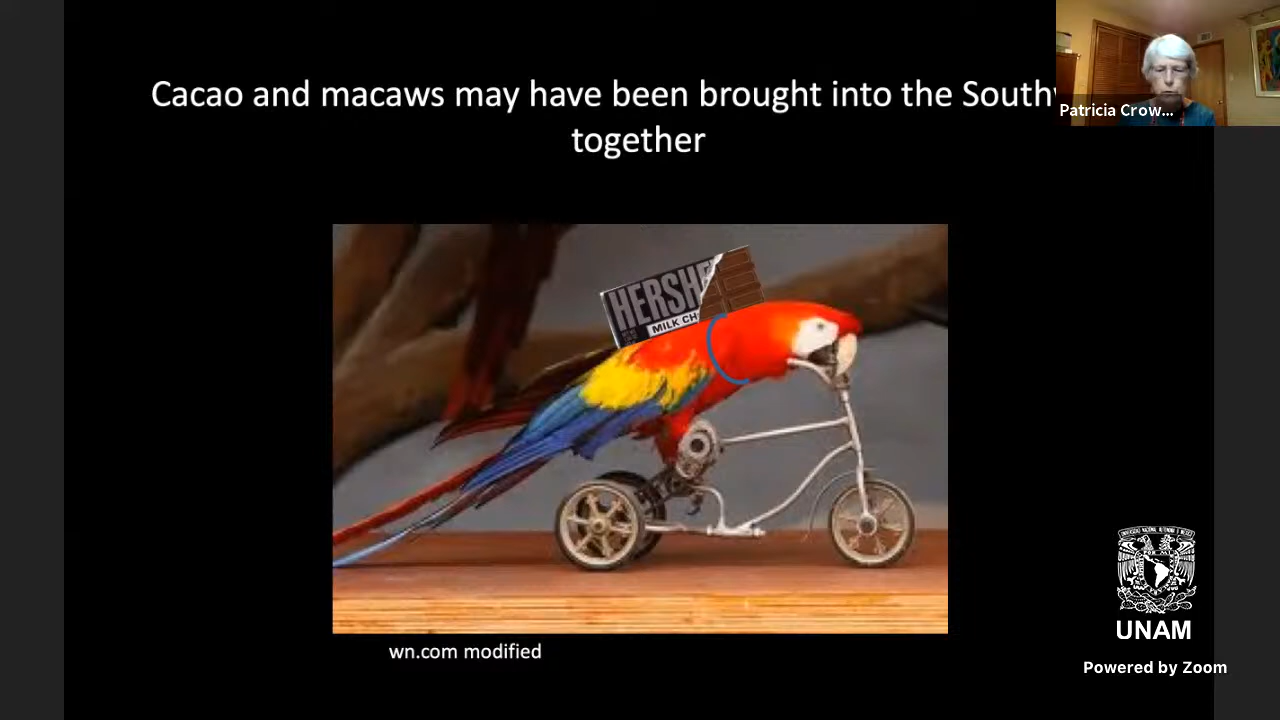 Cacao and macaws may have been brought into the South
together
Patricia Crow...
HERSHE
MILK CH
wn.com modified
UNAM
Powered by Zoom